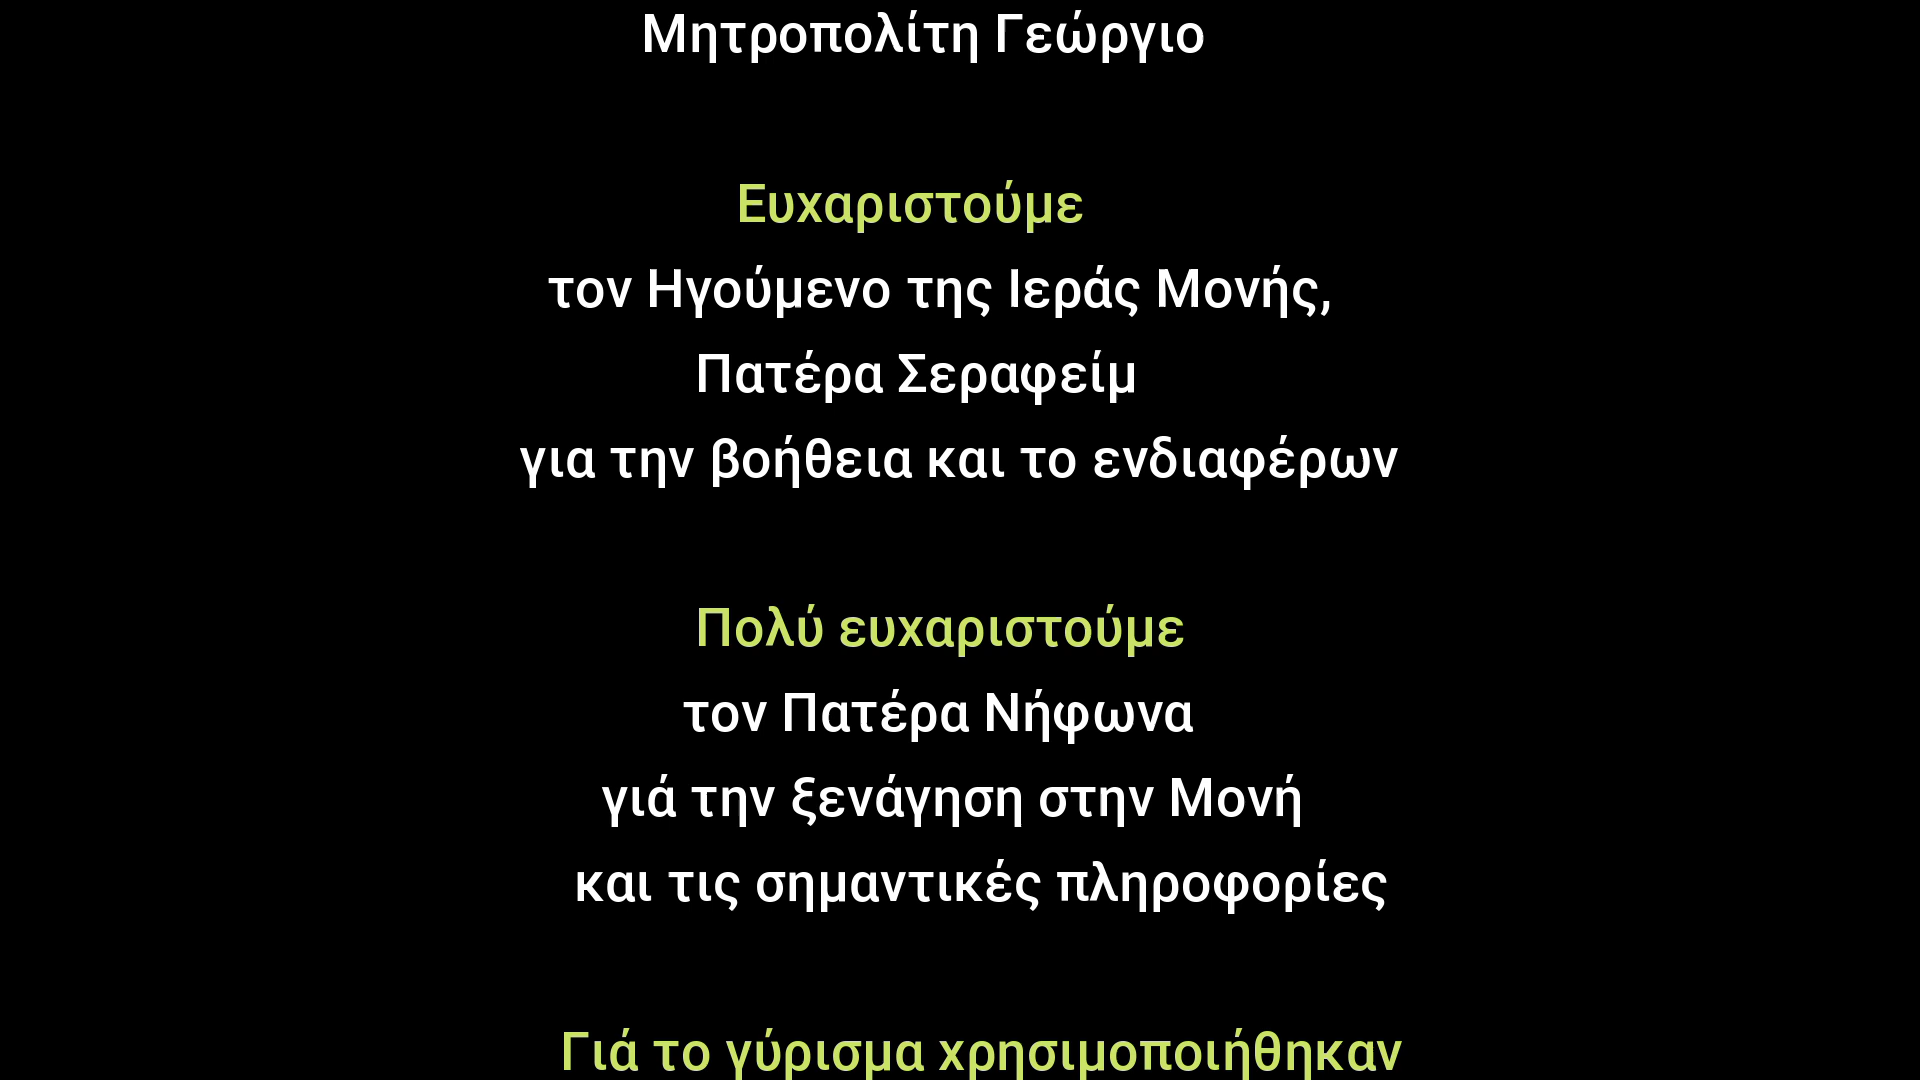 Μητροπολίτη Γεώργιο
Ευχαριστούμε
τον Ηγούμενο της Ιεράς Μονής,
Πατέρα Σεραφείμ
για την βοήθεια και το ενδιαφέρων
Πολύ ευχαριστούμε
τον Πατέρα Νήφωνα
γιά την ξενάγηση στην Μονή
και τις σημαντικές πληροφορίες
Γιά το γύρισμα χρησιμοποιήθηκαν